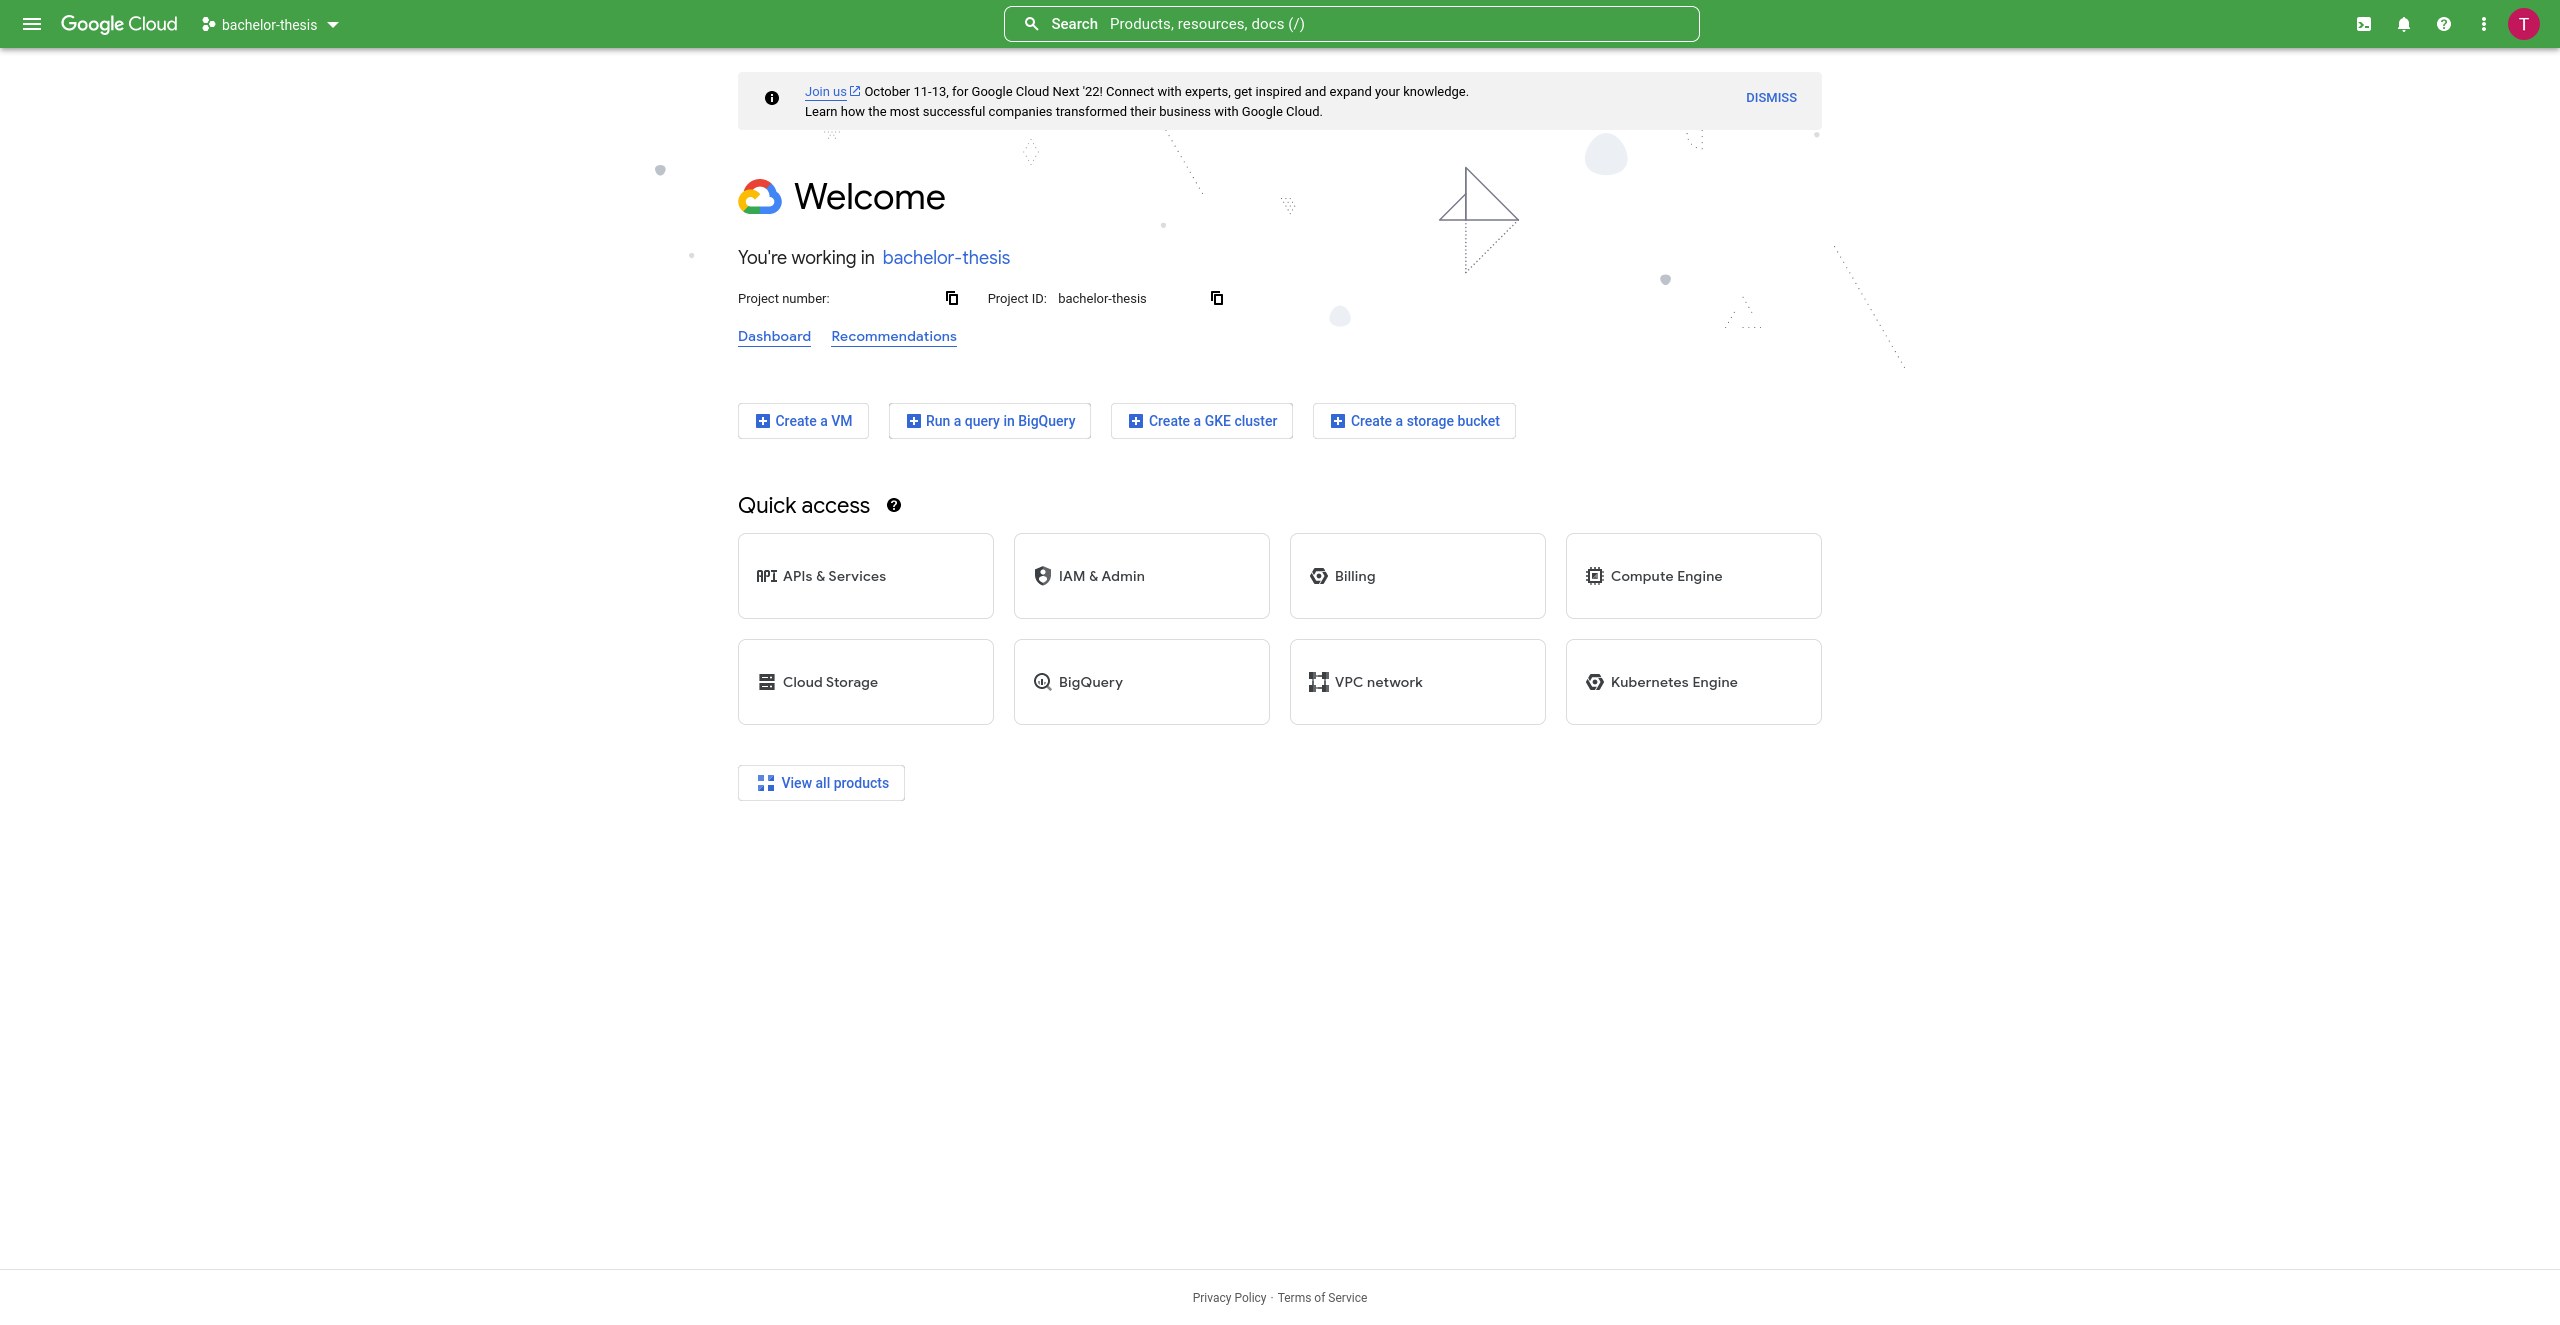 Google Cloud bachelor-thesis Search Products, resources, docs (/) T
Join us October 11-13, for Google Cloud Next '22! Connect with experts, get inspired and expand your knowledge.
Learn how the most successful companies transformed their business with Google Cloud.
DISMISS
Welcome
You're working in bachelor-thesis
Project number: Project ID: bachelor-thesis
Dashboard Recommendations
Create a VM Run a query in BigQuery Create a GKE cluster Create a storage bucket
Quick access
API APIs & Services IAM & Admin Billing Compute Engine
Cloud Storage BigQuery VPC network Kubernetes Engine
View all products
Privacy Policy · Terms of Service